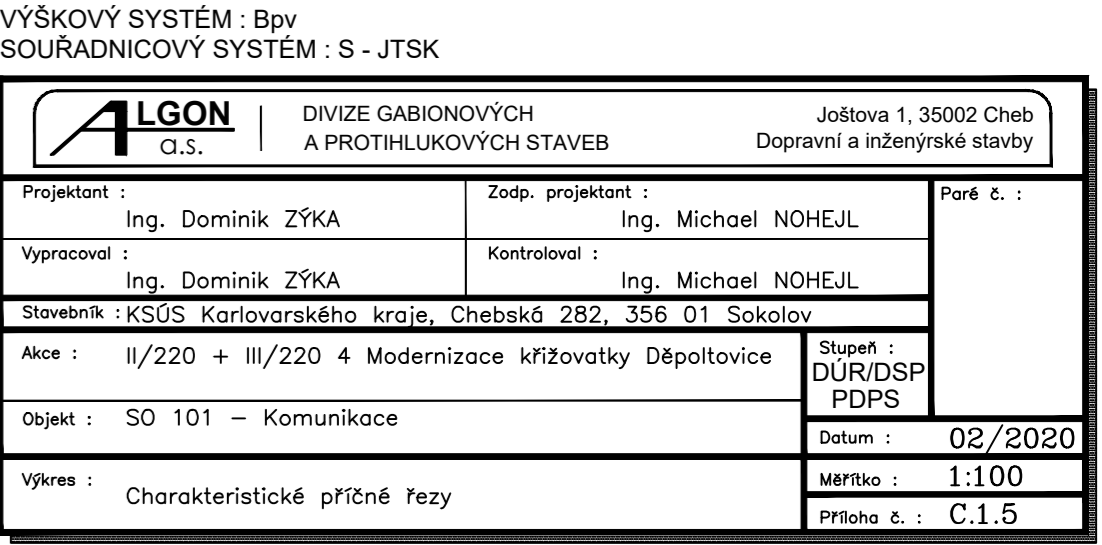 VÝŠKOVÝ SYSTÉM : Bpv
SOUŘADNICOVÝ SYSTÉM : S - JTSK
ALGON a.s.
DIVIZE GABIONOVÝCH
A PROTIHLUKOVÝCH STAVEB
Joštova 1, 35002 Cheb
Dopravní a inženýrské stavby
Projektant :
Ing. Dominik ZÝKA
Zodp. projektant :
Ing. Michael NOHEJL
Paré č. :
Vypracoval :
Ing. Dominik ZÝKA
Kontroloval :
Ing. Michael NOHEJL
Stavebník : KSÚS Karlovarského kraje, Chebská 282, 356 01 Sokolov
Akce : II/220 + III/220 4 Modernizace křižovatky Děpoltovice
Stupeň :
DÚR/DSP
PDPS
Objekt : SO 101 – Komunikace
Datum : 02/2020
Výkres :
Charakteristické příčné řezy
Měřítko : 1:100
Příloha č. : C.1.5